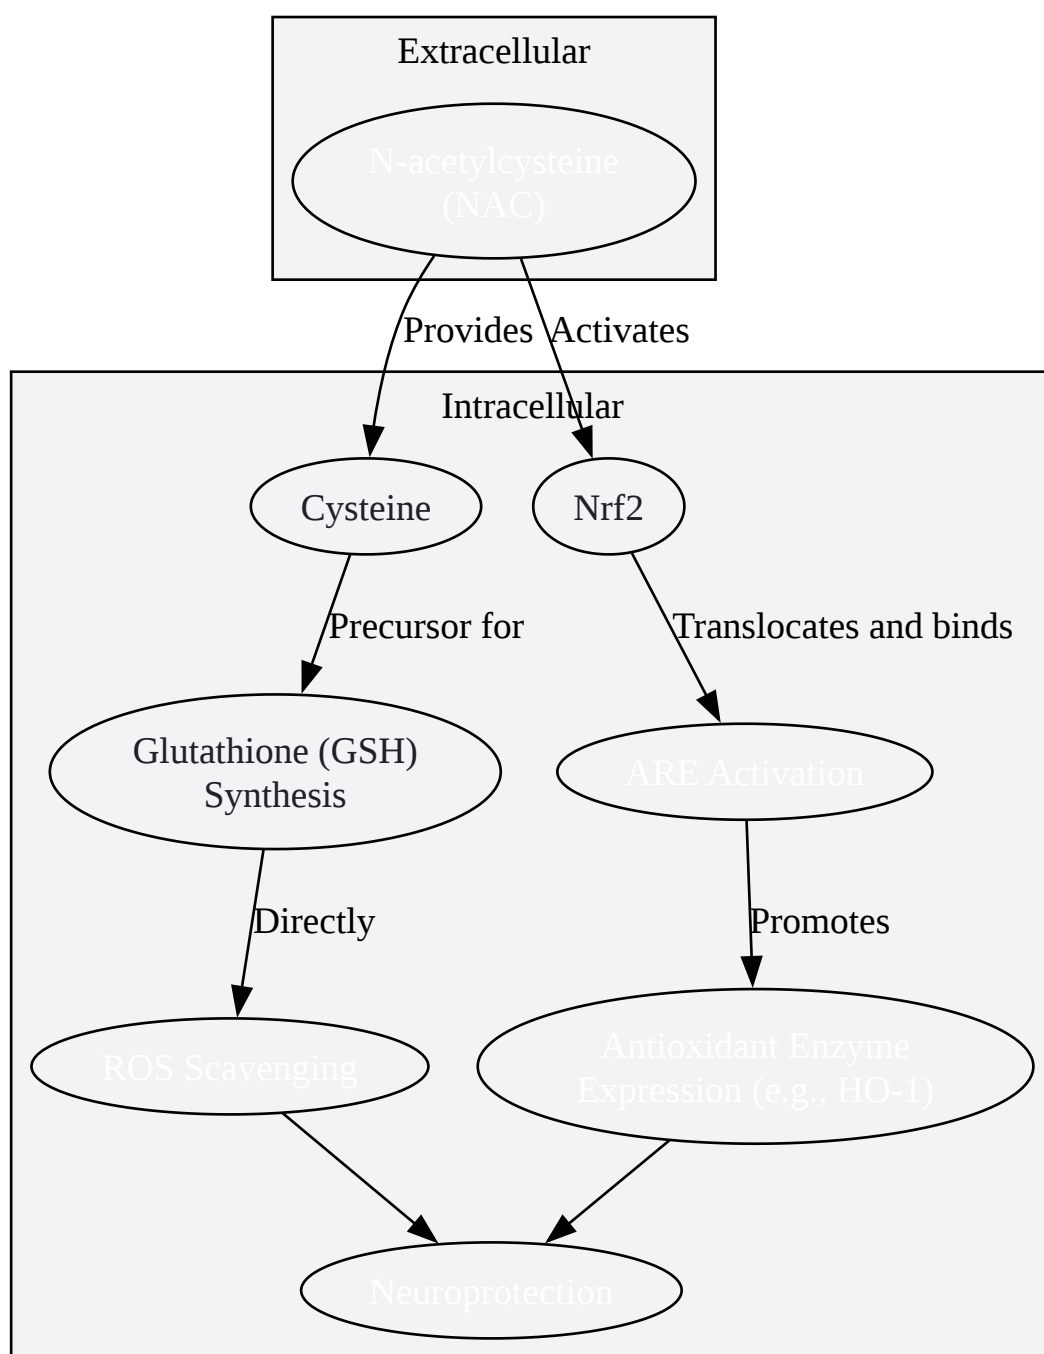 Extracellular
N-acetylcysteine
(NAC)
Provides
Activates
Intracellular
Cysteine
Nrf2
Precursor for
Translocates and binds
Glutathione (GSH)
Synthesis
ARE Activation
Directly
Promotes
ROS Scavenging
Antioxidant Enzyme
Expression (e.g., HO-1)
Neuroprotection